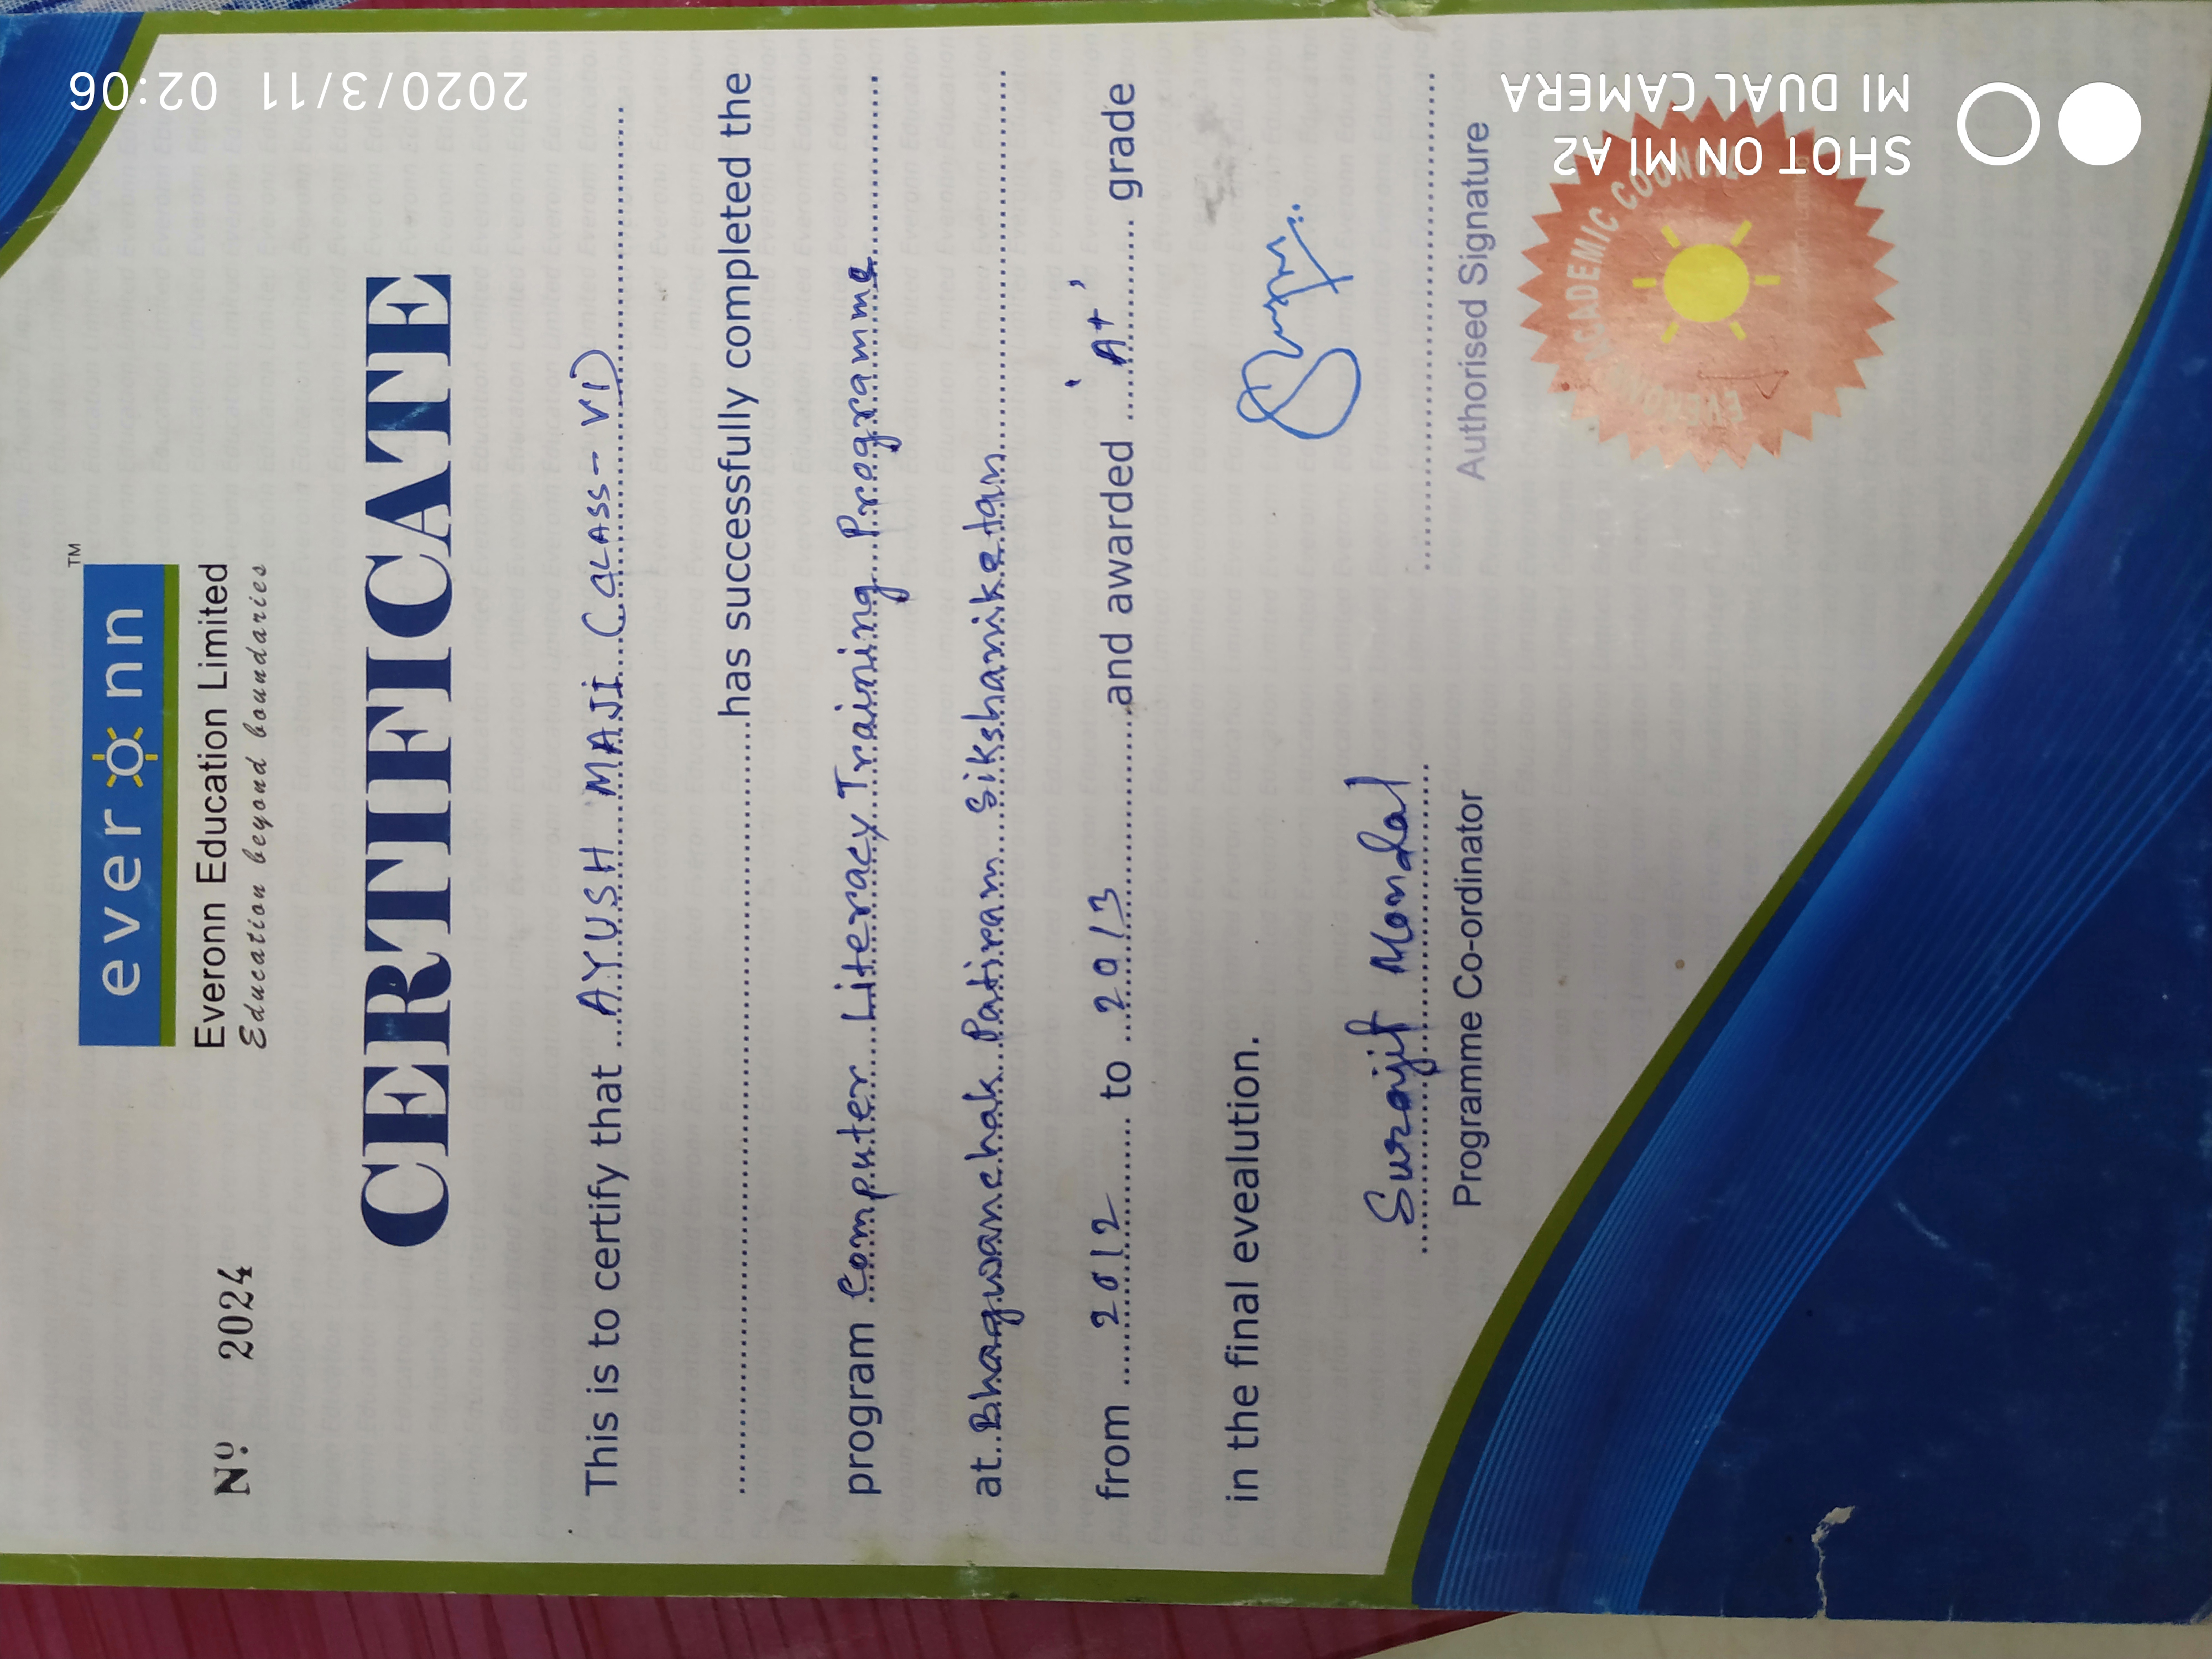 everonn TM
Everonn Education Limited
Education beyond boundaries
Nº 2024
CERTIFICATE
This is to certify that AYUSH MAJI (CLASS-VI)
has successfully completed the
program Computer Literacy Training Programme
at Bhagwanchak Patiram Sikshaniketan
from 2012 to 2013 and awarded 'A+' grade
in the final evealution.
Surajit Mondal
Programme Co-ordinator
Authorised Signature
EVERONN ACADEMIC
SHOT ON MI A2
MI DUAL CAMERA
2020/3/11 02:06